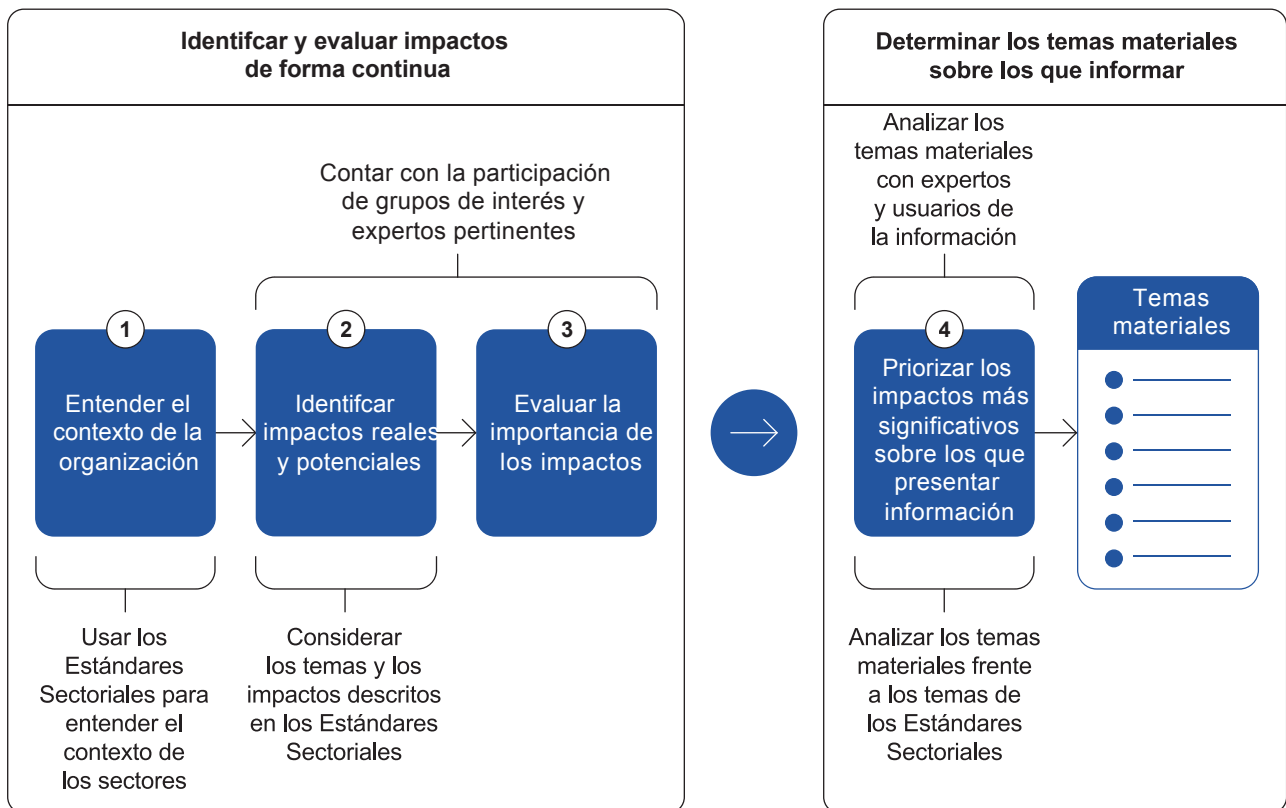 Identifcar y evaluar impactos
de forma continua
Contar con la participación
de grupos de interés y
expertos pertinentes
1
Entender el
contexto de la
organización
2
Identifcar
impactos reales
y potenciales
3
Evaluar la
importancia de
los impactos
Usar los
Estándares
Sectoriales para
entender el
contexto de
los sectores
Considerar
los temas y los
impactos descritos
en los Estándares
Sectoriales
Determinar los temas materiales
sobre los que informar
Analizar los
temas materiales
con expertos
y usuarios de
la información
4
Priorizar los
impactos más
significativos
sobre los que
presentar
información
Temas
materiales
Analizar los temas
materiales frente
a los temas de
los Estándares
Sectoriales